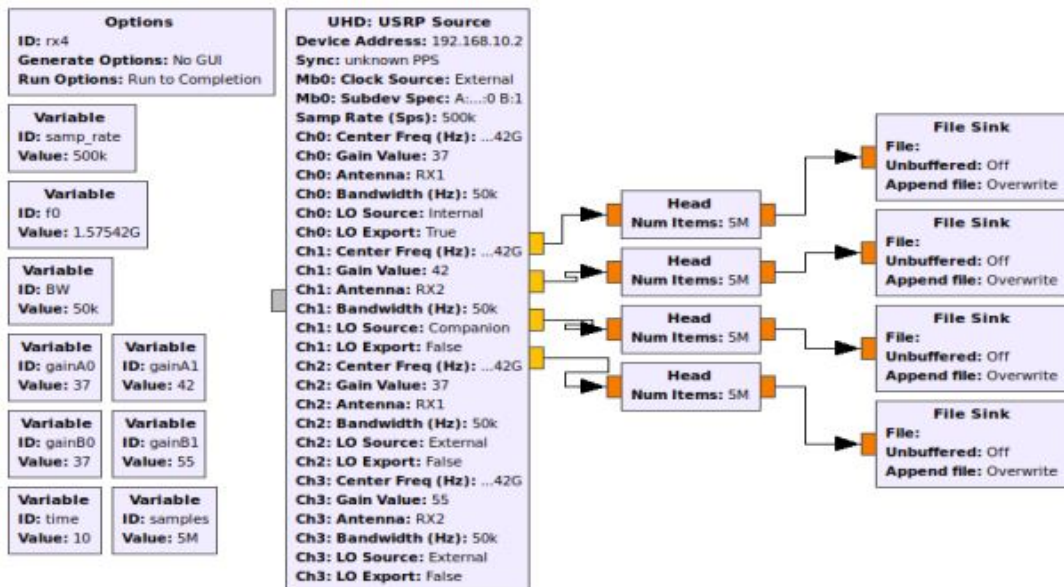 Options
ID: rx4
Generate Options: No GUI
Run Options: Run to Completion
Variable
ID: samp_rate
Value: 500k
Variable
ID: f0
Value: 1.57542G
Variable
ID: BW
Value: 50k
Variable
ID: gainA0
Value: 37
Variable
ID: gainA1
Value: 42
Variable
ID: gainB0
Value: 37
Variable
ID: gainB1
Value: 55
Variable
ID: time
Value: 10
Variable
ID: samples
Value: 5M
UHD: USRP Source
Device Address: 192.168.10.2
Sync: unknown PPS
Mb0: Clock Source: External
Mb0: Subdev Spec: A:...:0 B:1
Samp Rate (Sps): 500k
Ch0: Center Freq (Hz): ...42G
Ch0: Gain Value: 37
Ch0: Antenna: RX1
Ch0: Bandwidth (Hz): 50k
Ch0: LO Source: Internal
Ch0: LO Export: True
Ch1: Center Freq (Hz): ...42G
Ch1: Gain Value: 42
Ch1: Antenna: RX2
Ch1: Bandwidth (Hz): 50k
Ch1: LO Source: Companion
Ch1: LO Export: False
Ch2: Center Freq (Hz): ...42G
Ch2: Gain Value: 37
Ch2: Antenna: RX1
Ch2: Bandwidth (Hz): 50k
Ch2: LO Source: External
Ch2: LO Export: False
Ch3: Center Freq (Hz): ...42G
Ch3: Gain Value: 55
Ch3: Antenna: RX2
Ch3: Bandwidth (Hz): 50k
Ch3: LO Source: External
Ch3: LO Export: False
Head
Num Items: 5M
Head
Num Items: 5M
Head
Num Items: 5M
Head
Num Items: 5M
File Sink
File:
Unbuffered: Off
Append file: Overwrite
File Sink
File:
Unbuffered: Off
Append file: Overwrite
File Sink
File:
Unbuffered: Off
Append file: Overwrite
File Sink
File:
Unbuffered: Off
Append file: Overwrite